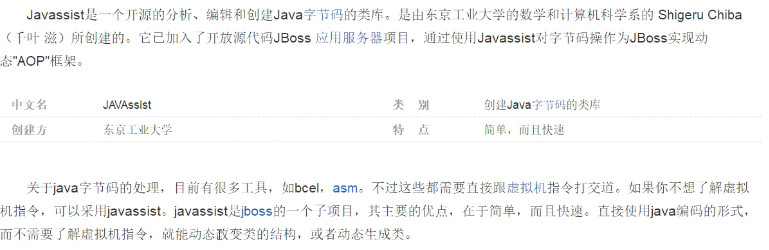 Javassist是一个开源的分析、编辑和创建Java字节码的类库。是由东京工业大学的数学和计算机科学系的 Shigeru Chiba
（千叶 滋）所创建的。它已加入了开放源代码JBoss 应用服务器项目，通过使用Javassist对字节码操作为JBoss实现动
态"AOP"框架。
中文名 JAVAssist 类 别 创建Java字节码的类库
创建方 东京工业大学 特 点 简单，而且快速
关于java字节码的处理，目前有很多工具，如bcel，asm。不过这些都需要直接跟虚拟机指令打交道。如果你不想了解虚拟
机指令，可以采用javassist。javassist是jboss的一个子项目，其主要的优点，在于简单，而且快速。直接使用java编码的形式，
而不需要了解虚拟机指令，就能动态改变类的结构，或者动态生成类。